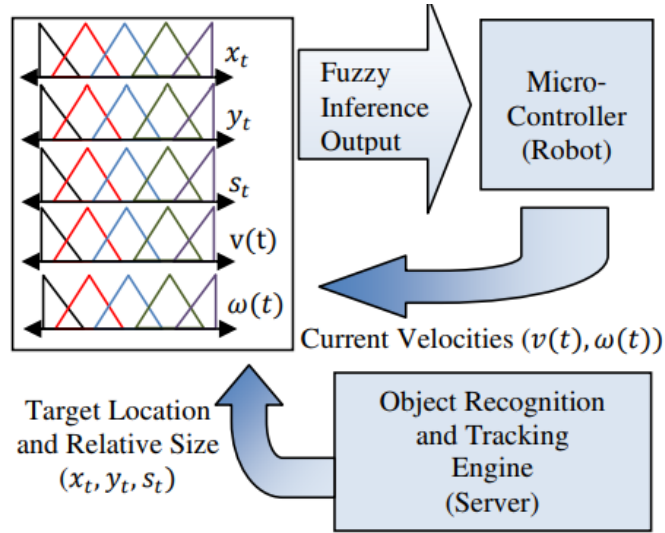 x_t
y_t
s_t
v(t)
ω(t)
Fuzzy
Inference
Output
Micro-
Controller
(Robot)
Current Velocities (v(t), ω(t))
Target Location
and Relative Size
(x_t, y_t, s_t)
Object Recognition
and Tracking
Engine
(Server)